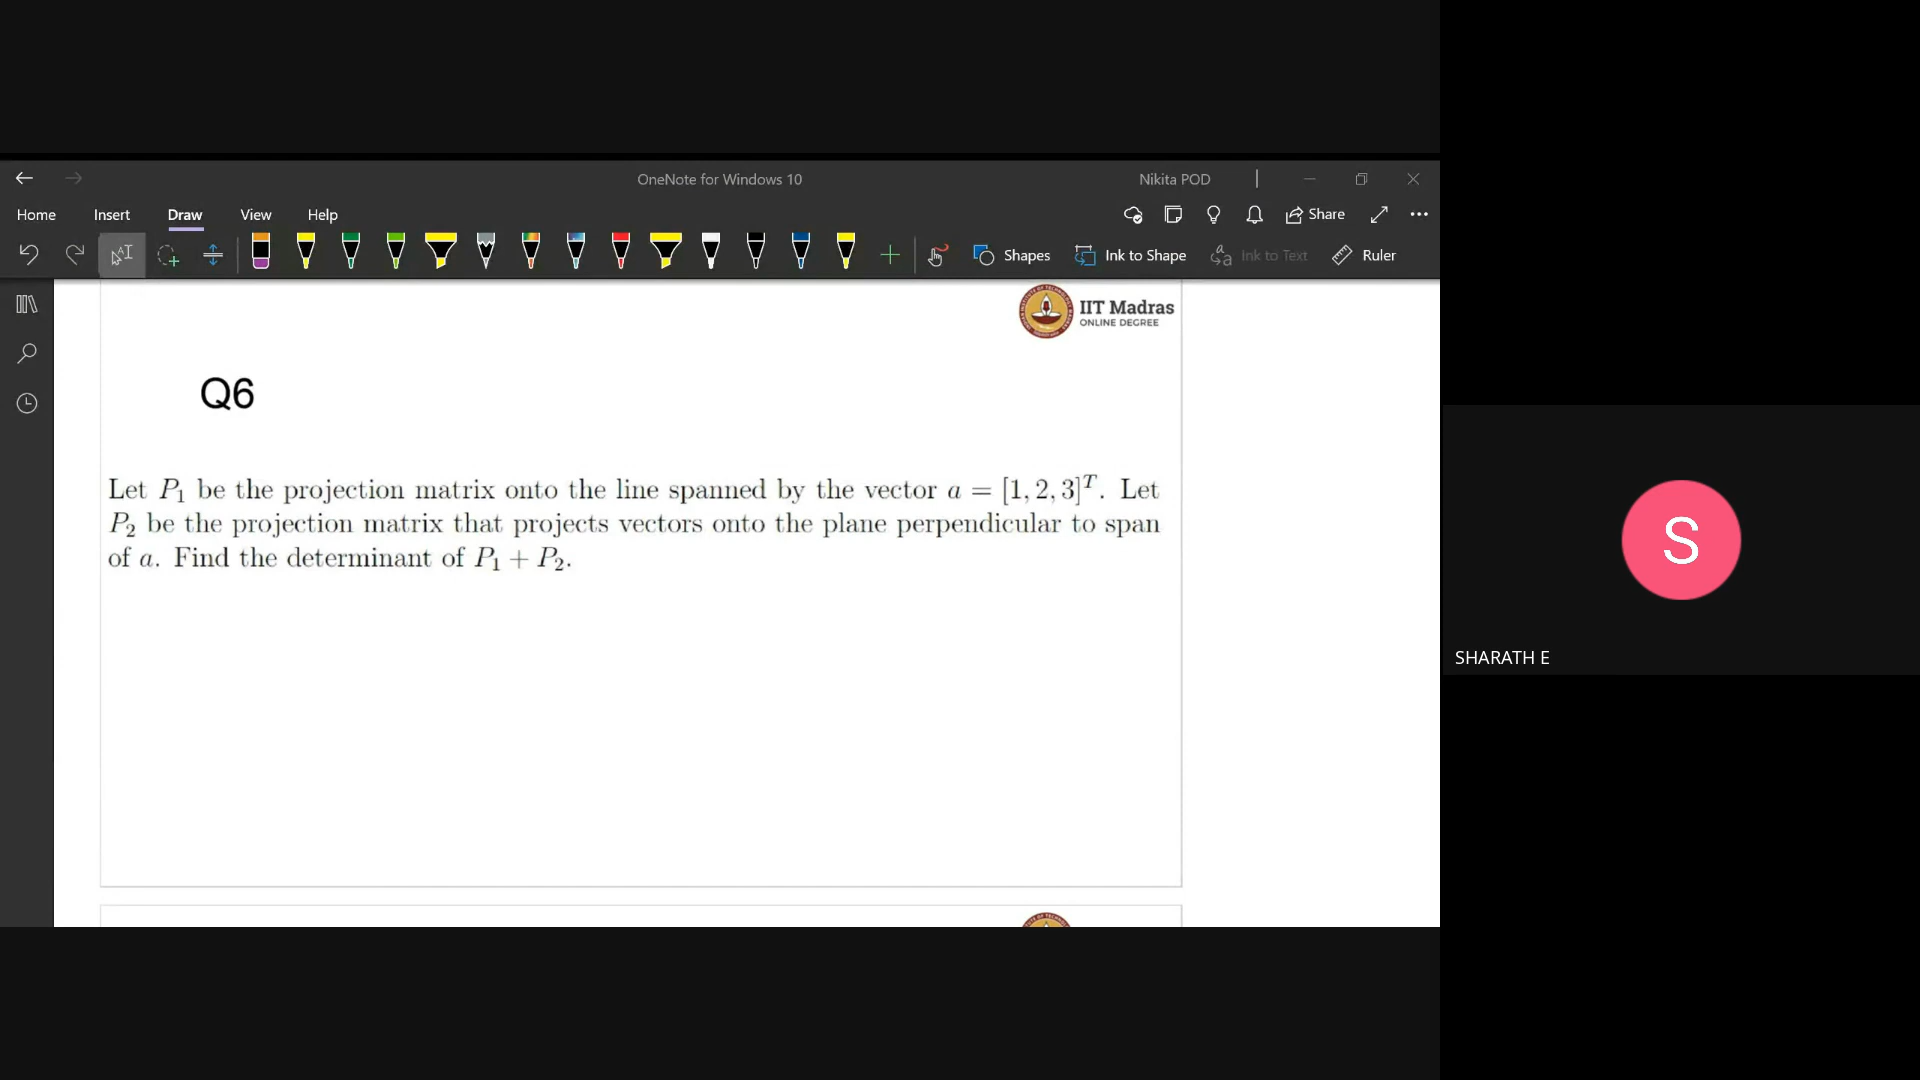 OneNote for Windows 10
Nikita POD
Home Insert Draw View Help
Share
Shapes Ink to Shape Ink to Text Ruler
IIT Madras
ONLINE DEGREE
Q6
Let P₁ be the projection matrix onto the line spanned by the vector a = [1, 2, 3]ᵀ. Let
P₂ be the projection matrix that projects vectors onto the plane perpendicular to span
of a. Find the determinant of P₁ + P₂.
S
SHARATH E